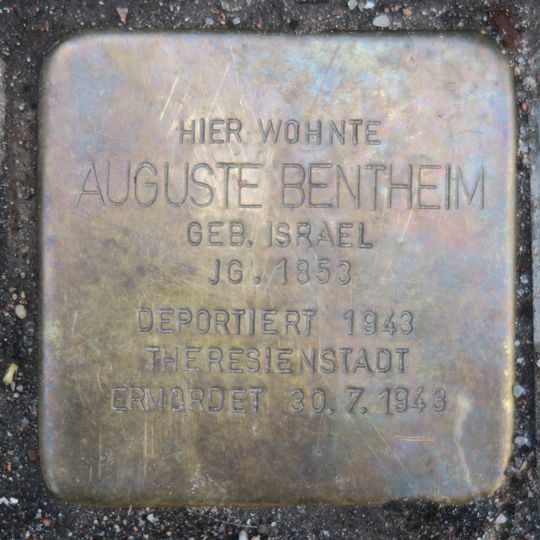 HIER WOHNTE
AUGUSTE BENTHEIM
GEB. ISRAEL
JG. 1853
DEPORTIERT 1943
THERESIENSTADT
ERMORDET 30.7.1943